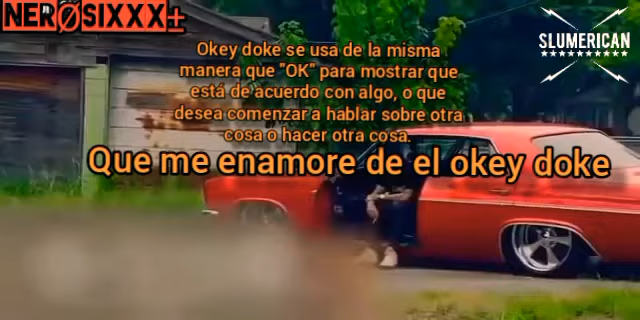 NERØSIXXX±
SLUMERICAN
Okey doke se usa de la misma
manera que "OK" para mostrar que
está de acuerdo con algo, o que
desea comenzar a hablar sobre otra
cosa o hacer otra cosa.
Que me enamore de el okey doke